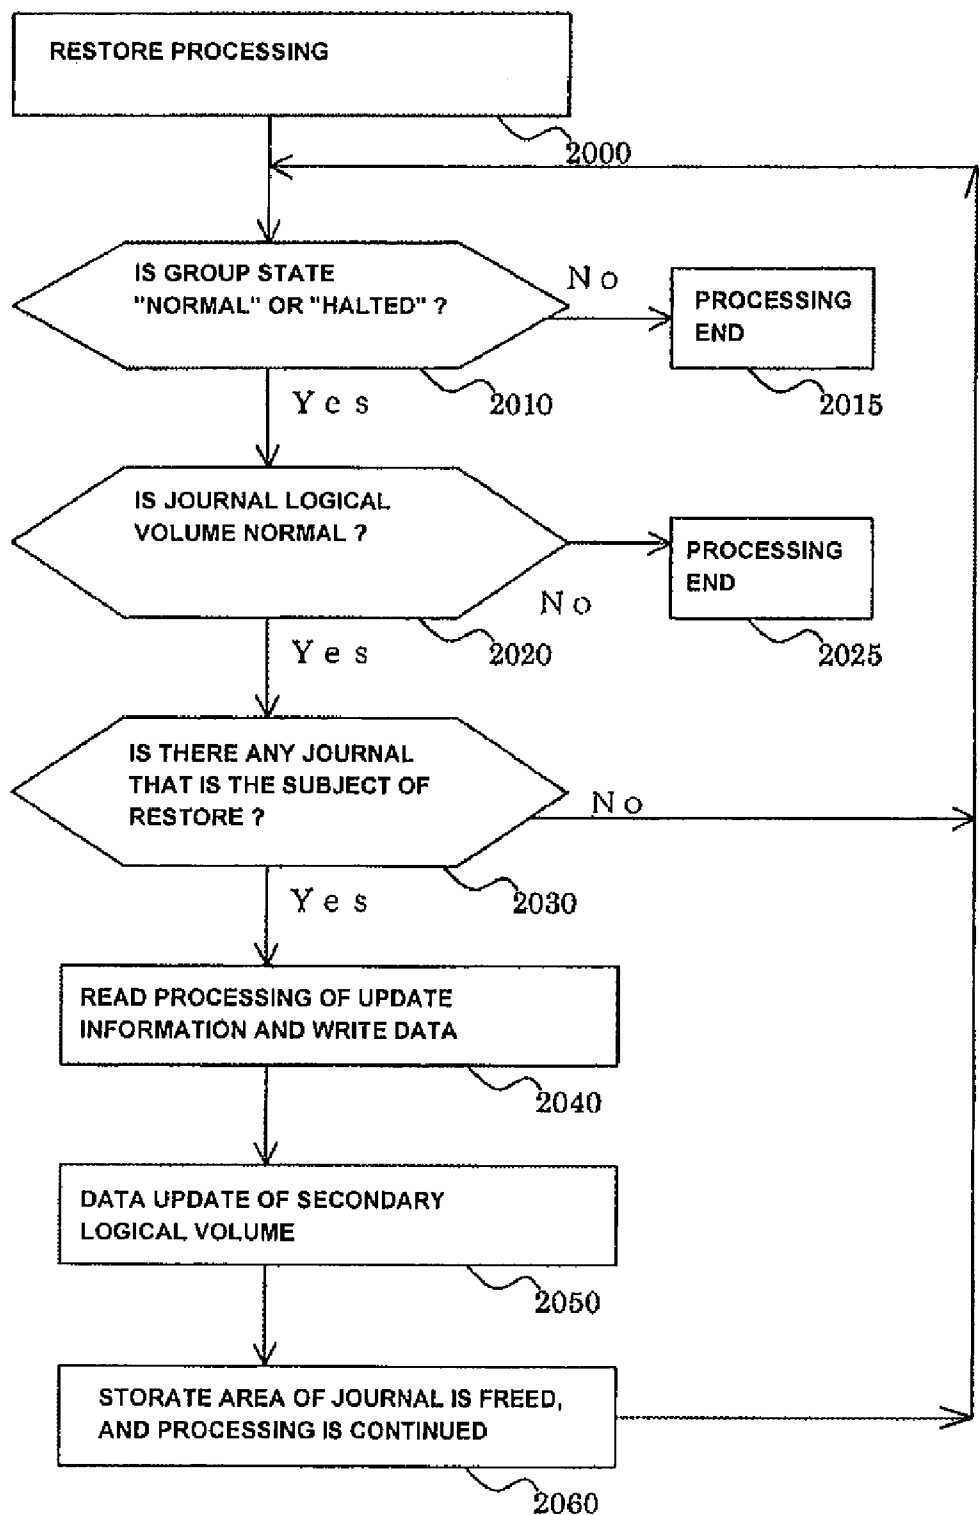 RESTORE PROCESSING
2000
IS GROUP STATE
"NORMAL" OR "HALTED" ?
No
PROCESSING
END
2010
2015
Yes
IS JOURNAL LOGICAL
VOLUME NORMAL ?
No
PROCESSING
END
2020
2025
Yes
IS THERE ANY JOURNAL
THAT IS THE SUBJECT OF
RESTORE ?
No
2030
Yes
READ PROCESSING OF UPDATE
INFORMATION AND WRITE DATA
2040
DATA UPDATE OF SECONDARY
LOGICAL VOLUME
2050
STORATE AREA OF JOURNAL IS FREED,
AND PROCESSING IS CONTINUED
2060